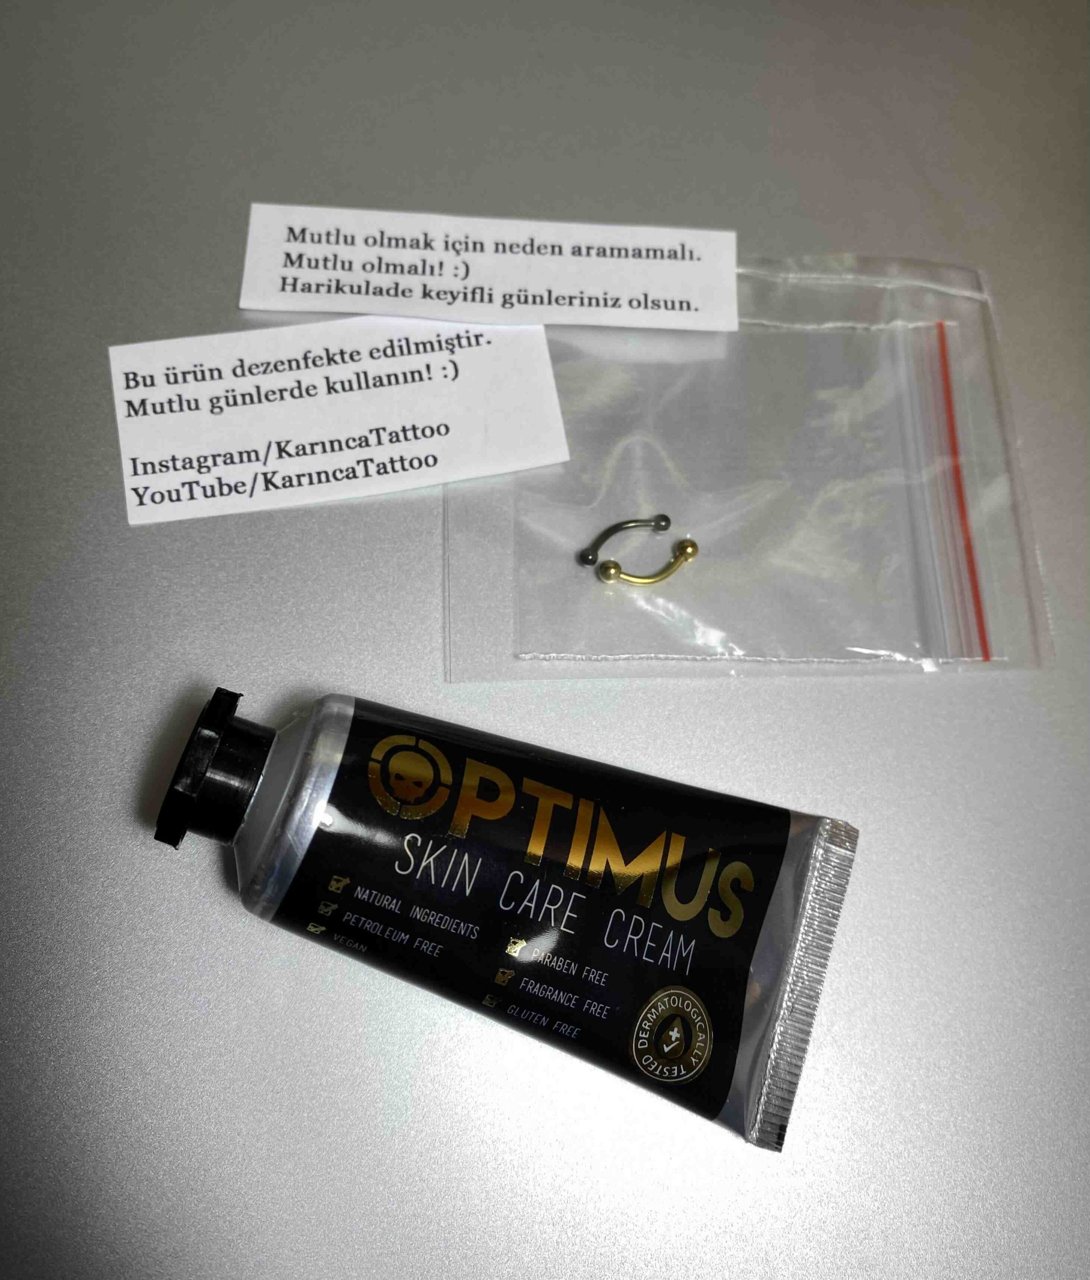 Mutlu olmak için neden aramamalı.
Mutlu olmalı! :)
Harikulade keyifli günleriniz olsun.
Bu ürün dezenfekte edilmiştir.
Mutlu günlerde kullanın! :)
Instagram/KarıncaTattoo
YouTube/KarıncaTattoo
OPTIMUS
SKIN CARE CREAM
NATURAL INGREDIENTS
PETROLEUM FREE
VEGAN
PARABEN FREE
FRAGRANCE FREE
GLUTEN FREE
DERMATOLOGICALLY TESTED